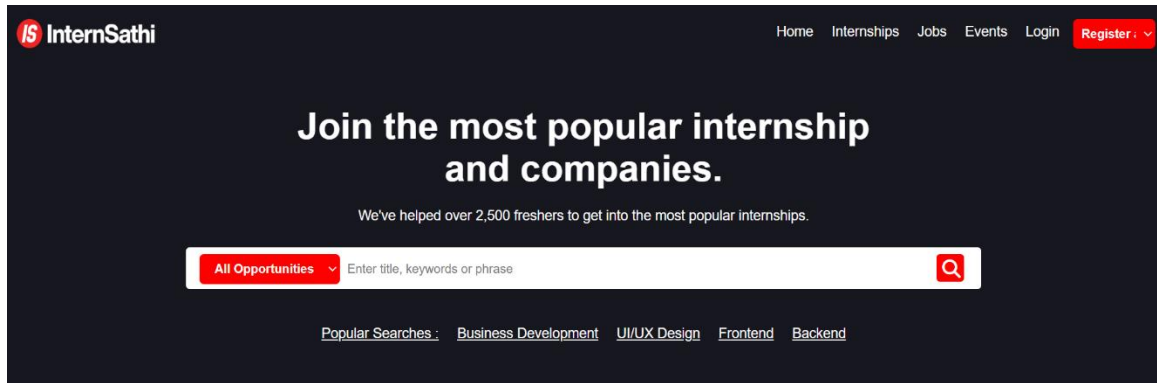 IS InternSathi
Home Internships Jobs Events Login Register
Join the most popular internship
and companies.
We've helped over 2,500 freshers to get into the most popular internships.
All Opportunities Enter title, keywords or phrase
Popular Searches : Business Development UI/UX Design Frontend Backend